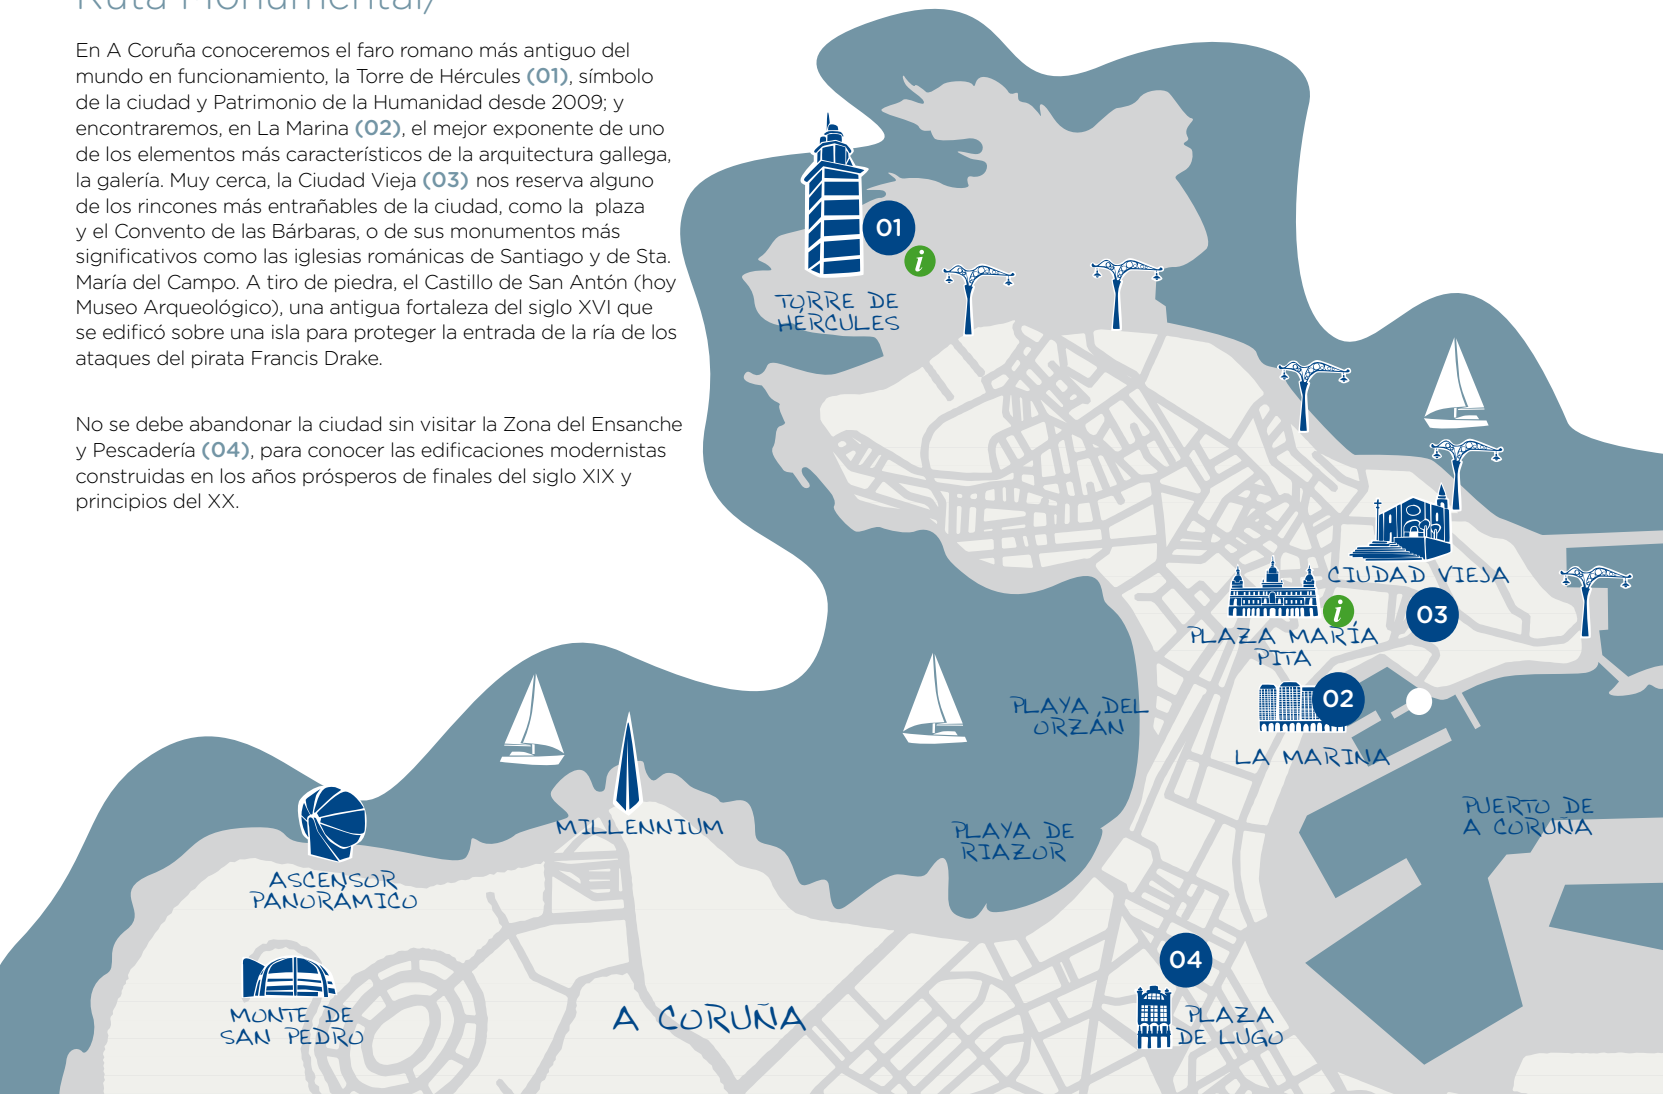 Ruta Monumental/
En A Coruña conoceremos el faro romano más antiguo del
mundo en funcionamiento, la Torre de Hércules (01), símbolo
de la ciudad y Patrimonio de la Humanidad desde 2009; y
encontraremos, en La Marina (02), el mejor exponente de uno
de los elementos más característicos de la arquitectura gallega,
la galería. Muy cerca, la Ciudad Vieja (03) nos reserva alguno
de los rincones más entrañables de la ciudad, como la plaza
y el Convento de las Bárbaras, o de sus monumentos más
significativos como las iglesias románicas de Santiago y de Sta.
María del Campo. A tiro de piedra, el Castillo de San Antón (hoy
Museo Arqueológico), una antigua fortaleza del siglo XVI que
se edificó sobre una isla para proteger la entrada de la ría de los
ataques del pirata Francis Drake.
No se debe abandonar la ciudad sin visitar la Zona del Ensanche
y Pescadería (04), para conocer las edificaciones modernistas
construidas en los años prósperos de finales del siglo XIX y
principios del XX.
01
i
TORRE DE
HÉRCULES
CIUDAD VIEJA
03
i
PLAZA MARÍA
PITA
02
LA MARINA
PLAYA DEL
ORZÁN
PLAYA DE
RIAZOR
PUERTO DE
A CORUÑA
MILLENNIUM
ASCENSOR
PANORÁMICO
MONTE DE
SAN PEDRO
A CORUÑA
04
PLAZA
DE LUGO